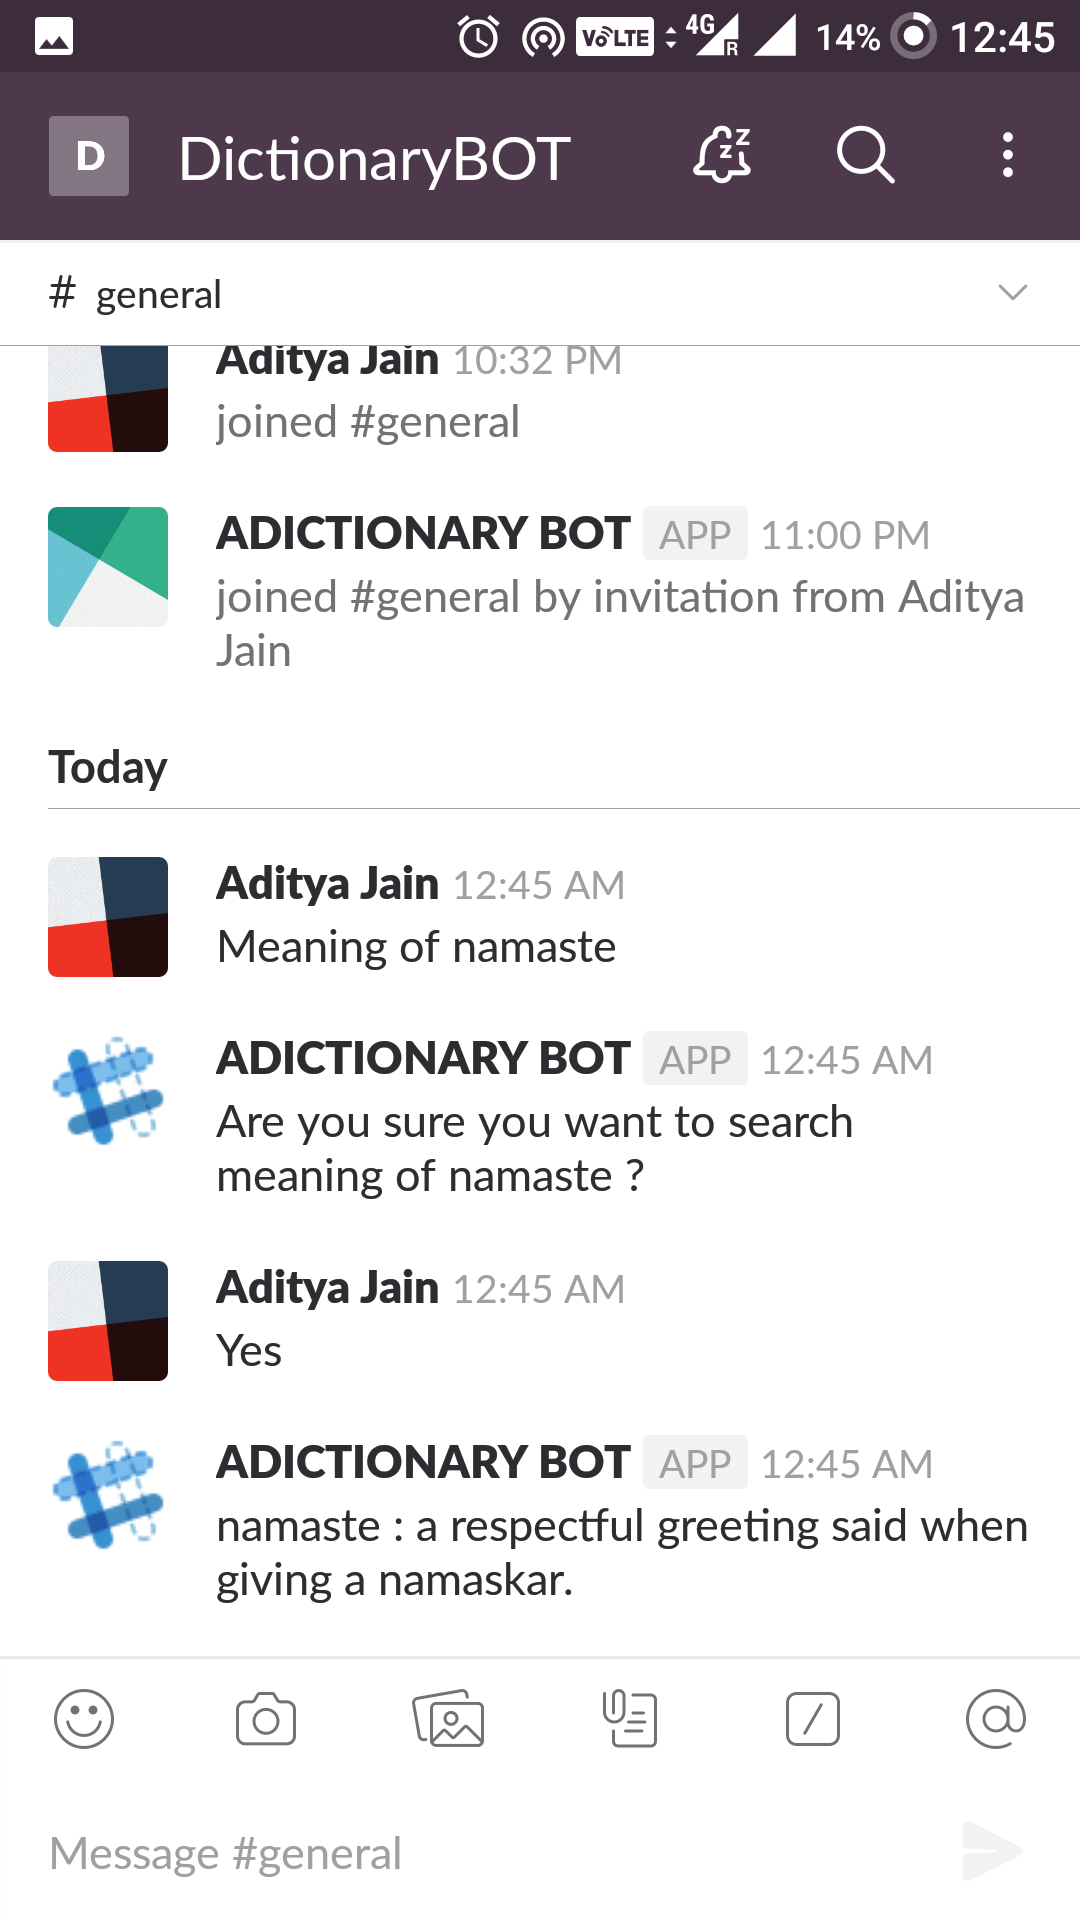 VoLTE 4G R 14% 12:45
D DictionaryBOT
# general
Aditya Jain 10:32 PM
joined #general
ADICTIONARY BOT APP 11:00 PM
joined #general by invitation from Aditya
Jain
Today
Aditya Jain 12:45 AM
Meaning of namaste
ADICTIONARY BOT APP 12:45 AM
Are you sure you want to search
meaning of namaste ?
Aditya Jain 12:45 AM
Yes
ADICTIONARY BOT APP 12:45 AM
namaste : a respectful greeting said when
giving a namaskar.
Message #general